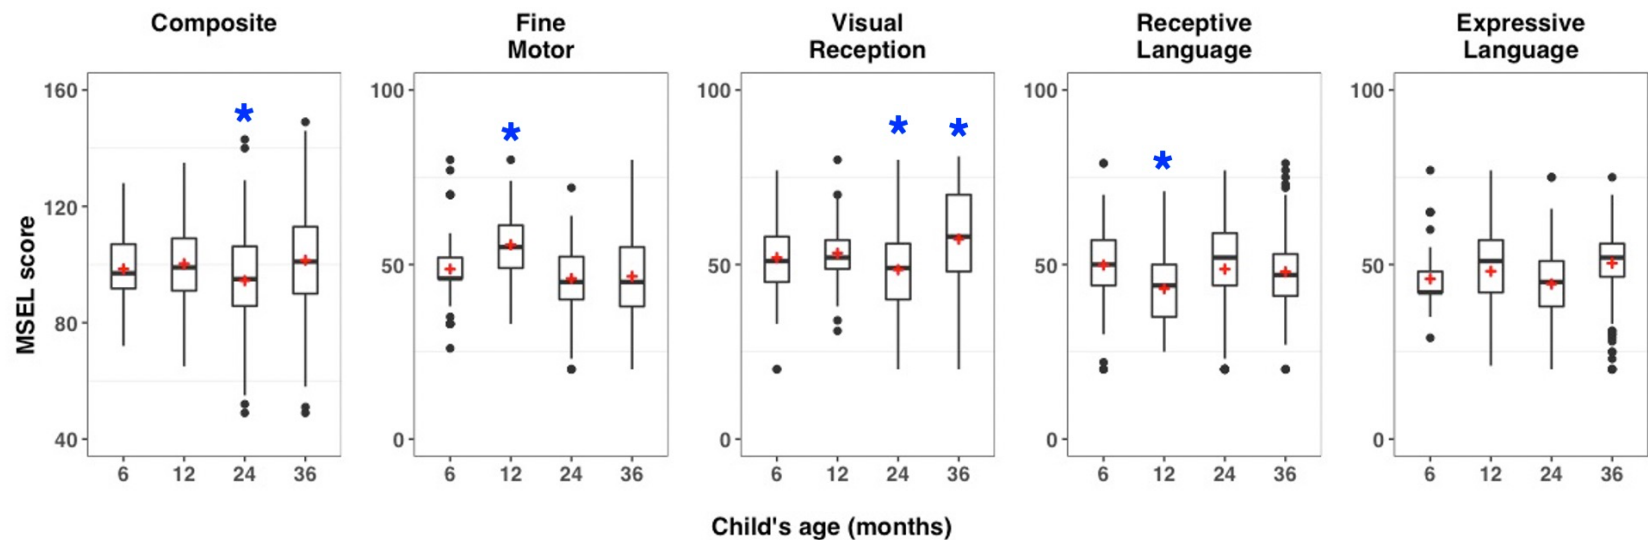 Composite
Fine
Motor
Visual
Reception
Receptive
Language
Expressive
Language
MSEL score
160
120
80
40
6 12 24 36
100
50
0
6 12 24 36
100
50
0
6 12 24 36
100
50
0
6 12 24 36
100
50
0
6 12 24 36
Child's age (months)